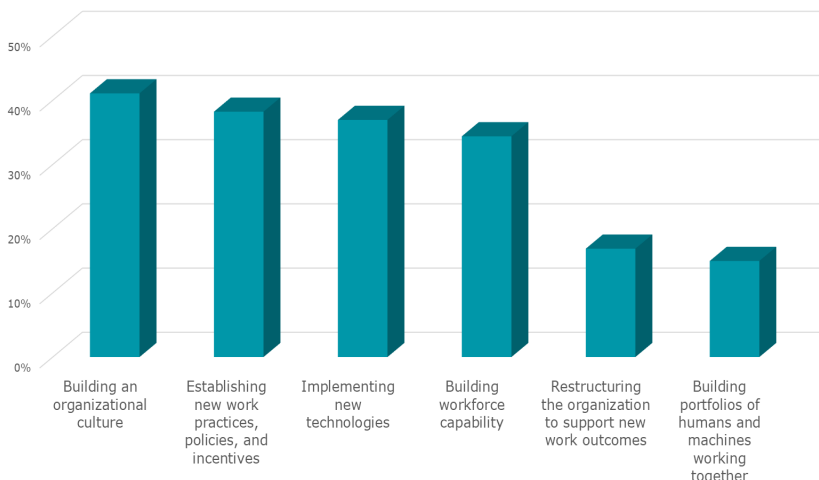 50%
40%
30%
20%
10%
0%
Building an
organizational
culture
Establishing
new work
practices,
policies, and
incentives
Implementing
new
technologies
Building
workforce
capability
Restructuring
the organization
to support new
work outcomes
Building
portfolios of
humans and
machines
working
together